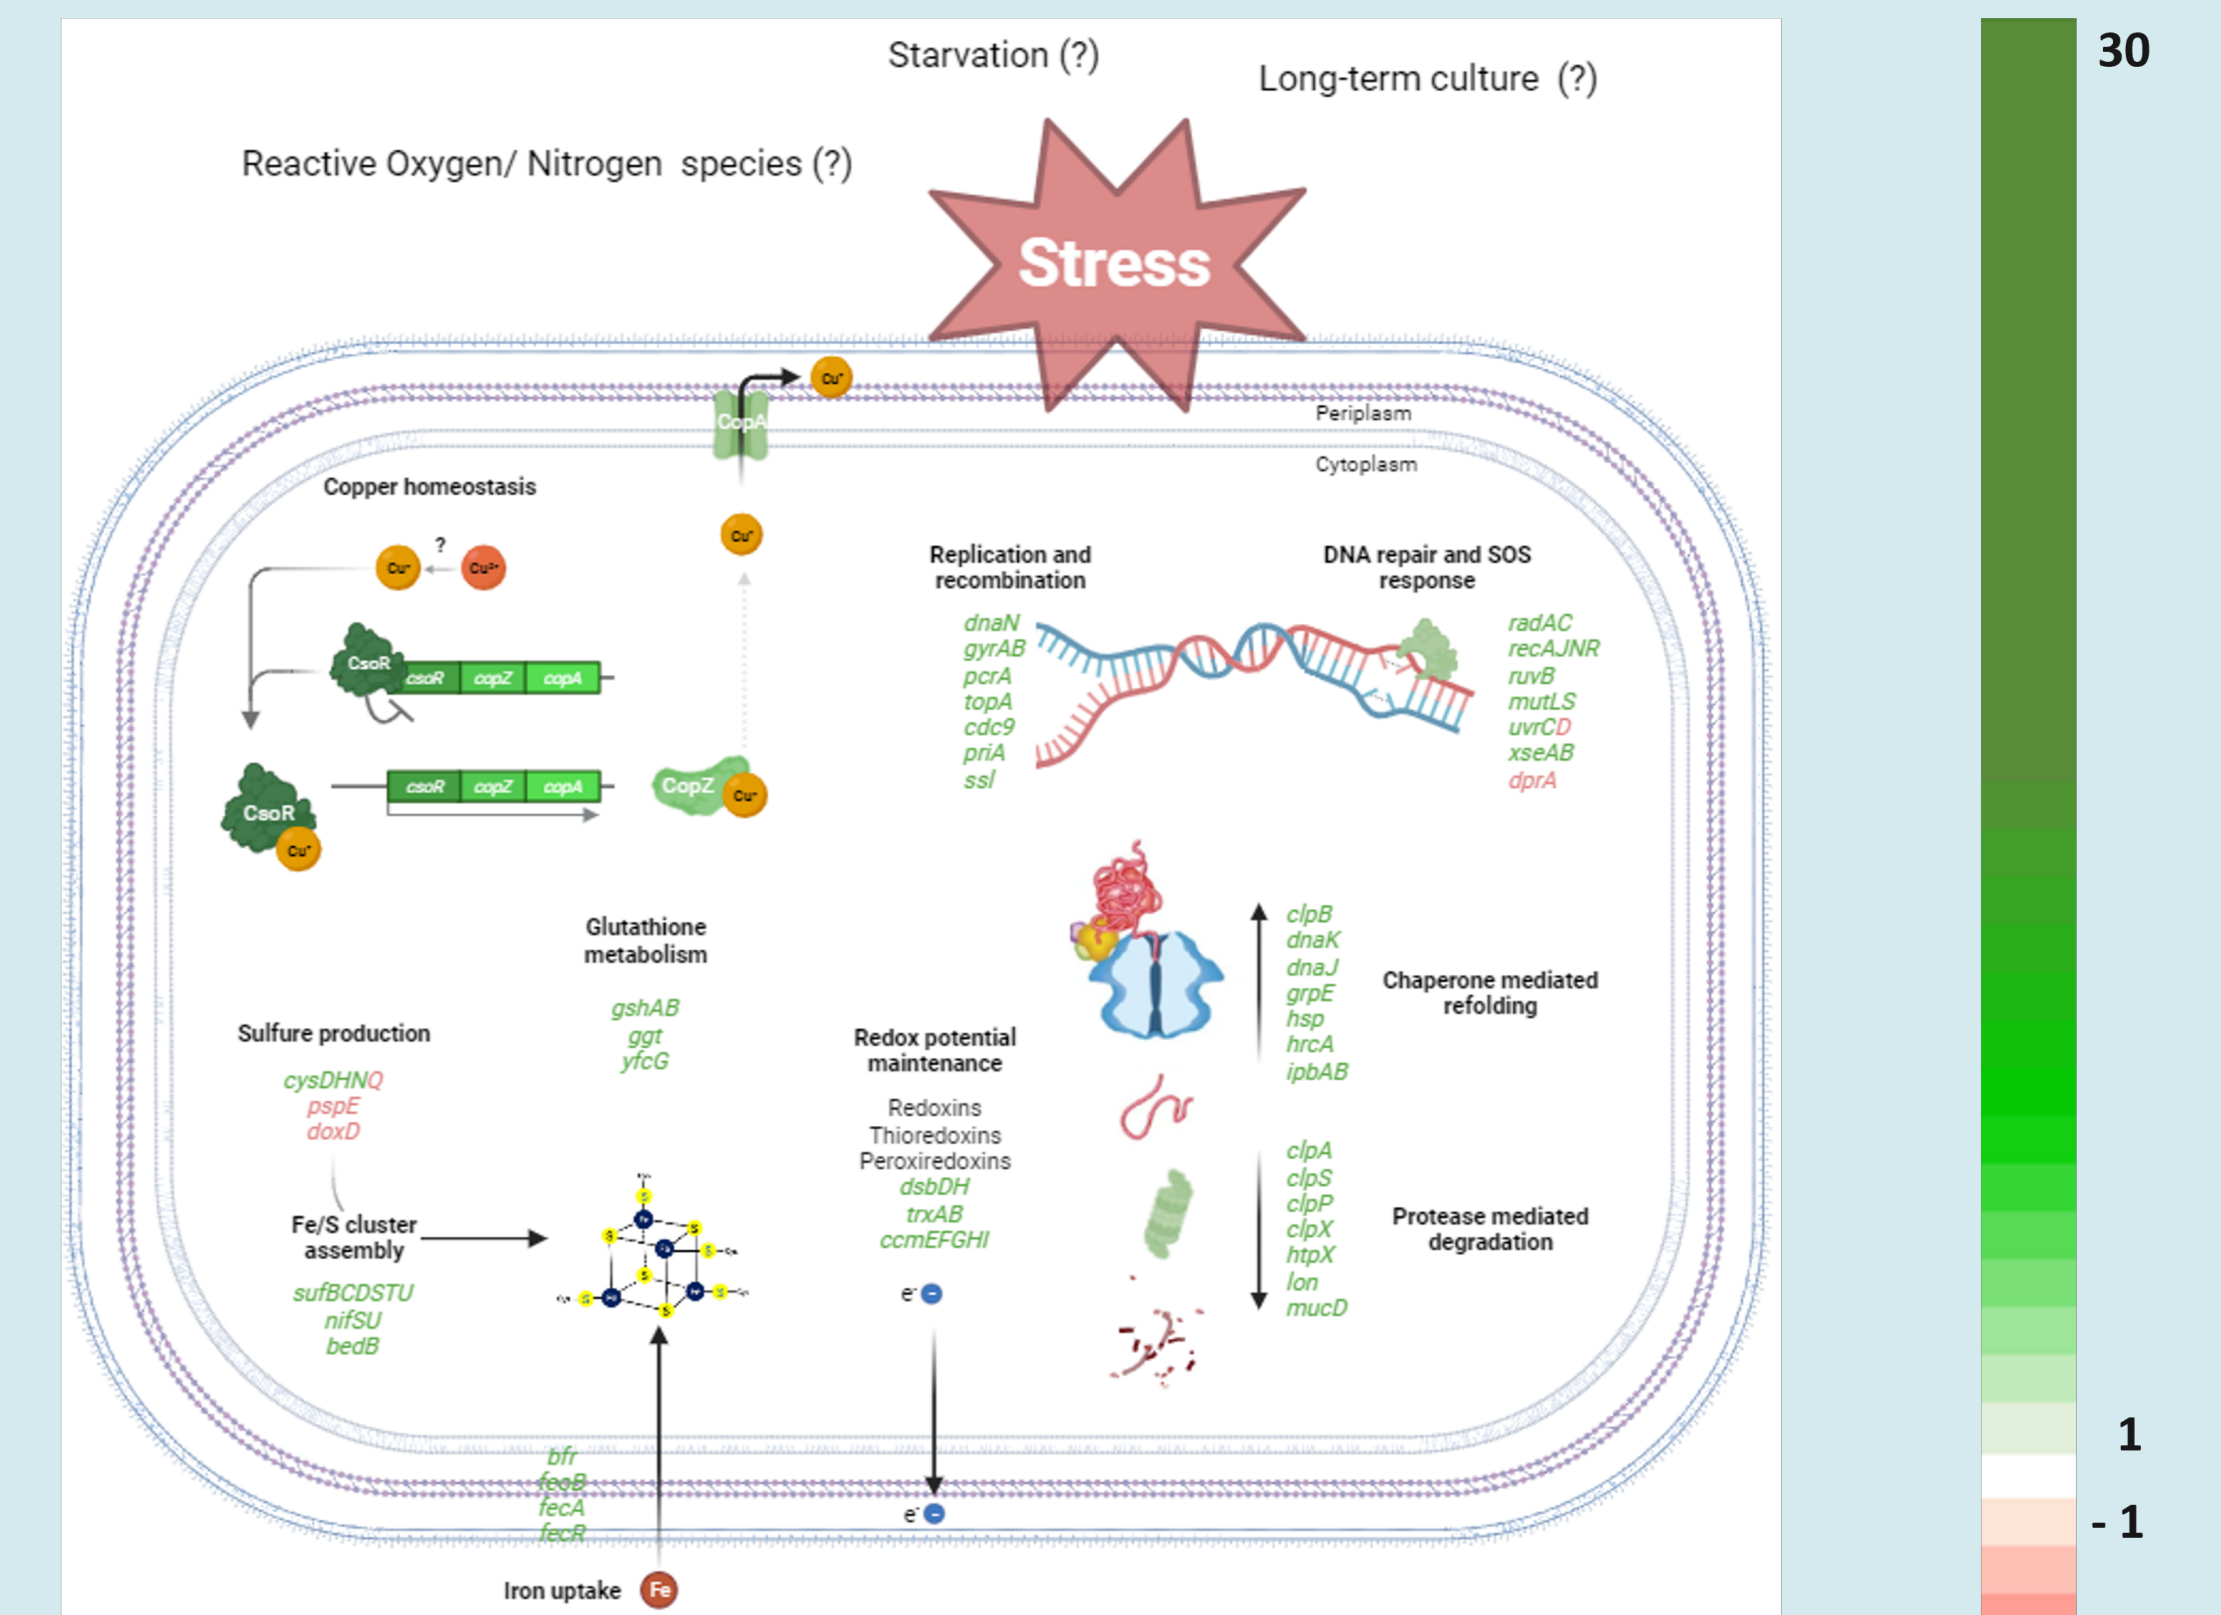 Starvation (?)
Long-term culture (?)
Reactive Oxygen/ Nitrogen species (?)
Stress
Cu⁺
CopA
Periplasm
Cytoplasm
Copper homeostasis
Cu⁺
?
Cu⁺
Cu²⁺
CsoR
csoR copZ copA
csoR copZ copA
CsoR
Cu⁺
CopZ
Cu⁺
Replication and
recombination
dnaN
gyrAB
pcrA
topA
cdc9
priA
ssl
DNA repair and SOS
response
radAC
recAJNR
ruvB
mutLS
uvrCD
xseAB
dprA
Glutathione
metabolism
gshAB
ggt
yfcG
Sulfure production
cysDHNQ
pspE
doxD
Fe/S cluster
assembly
sufBCDSTU
nifSU
bedB
S
Fe
S
S
Fe
S
S
Fe
S
Fe
S
S
Redox potential
maintenance
Redoxins
Thioredoxins
Peroxiredoxins
dsbDH
trxAB
ccmEFGHI
e⁻ -
e⁻ -
clpB
dnaK
dnaJ
grpE
hsp
hrcA
ipbAB
Chaperone mediated
refolding
clpA
clpS
clpP
clpX
htpX
lon
mucD
Protease mediated
degradation
bfr
feoB
fecA
fecR
Iron uptake
Fe
30
1
- 1